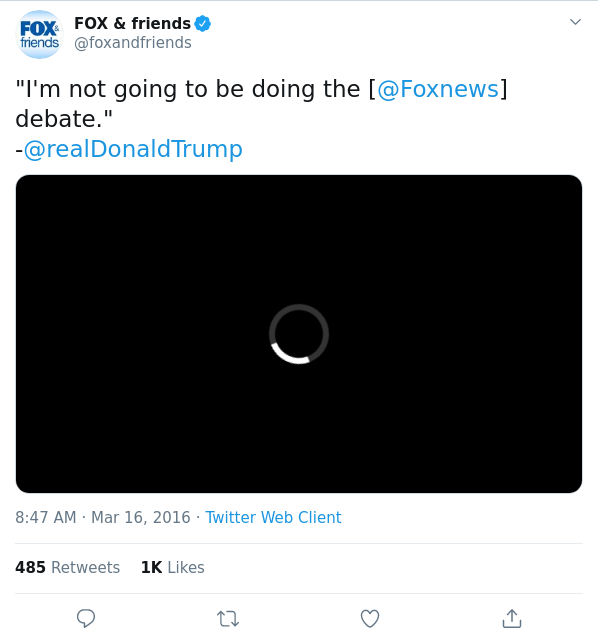 FOX&
friends
FOX & friends
@foxandfriends
"I'm not going to be doing the [@Foxnews]
debate."
-@realDonaldTrump
8:47 AM · Mar 16, 2016 · Twitter Web Client
485 Retweets 1K Likes